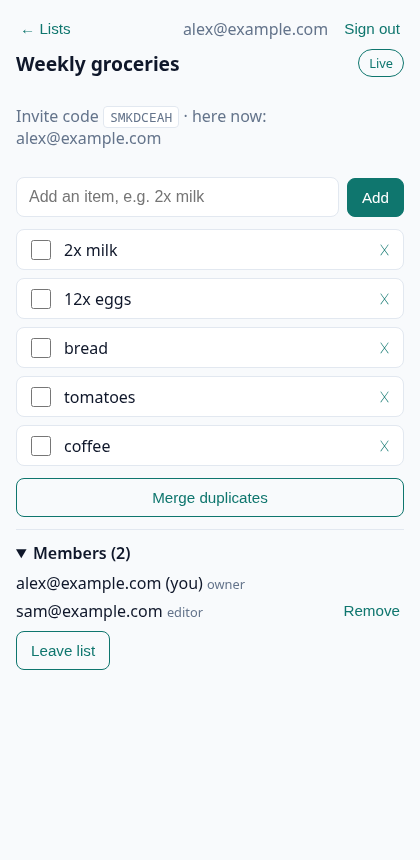 ← Lists alex@example.com Sign out
Weekly groceries Live
Invite code SMKDCEAH · here now:
alex@example.com
Add an item, e.g. 2x milk Add
2x milk X
12x eggs X
bread X
tomatoes X
coffee X
Merge duplicates
▼ Members (2)
alex@example.com (you) owner
sam@example.com editor Remove
Leave list